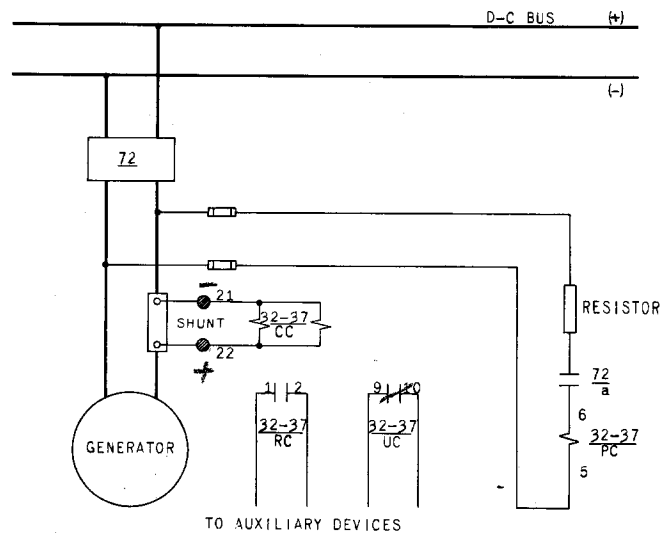 D-C BUS (+)
(-)
72
21
SHUNT
32-37
CC
22
RESISTOR
72
a
6
32-37
PC
5
1 2
32-37
RC
9 10
32-37
UC
GENERATOR
TO AUXILIARY DEVICES